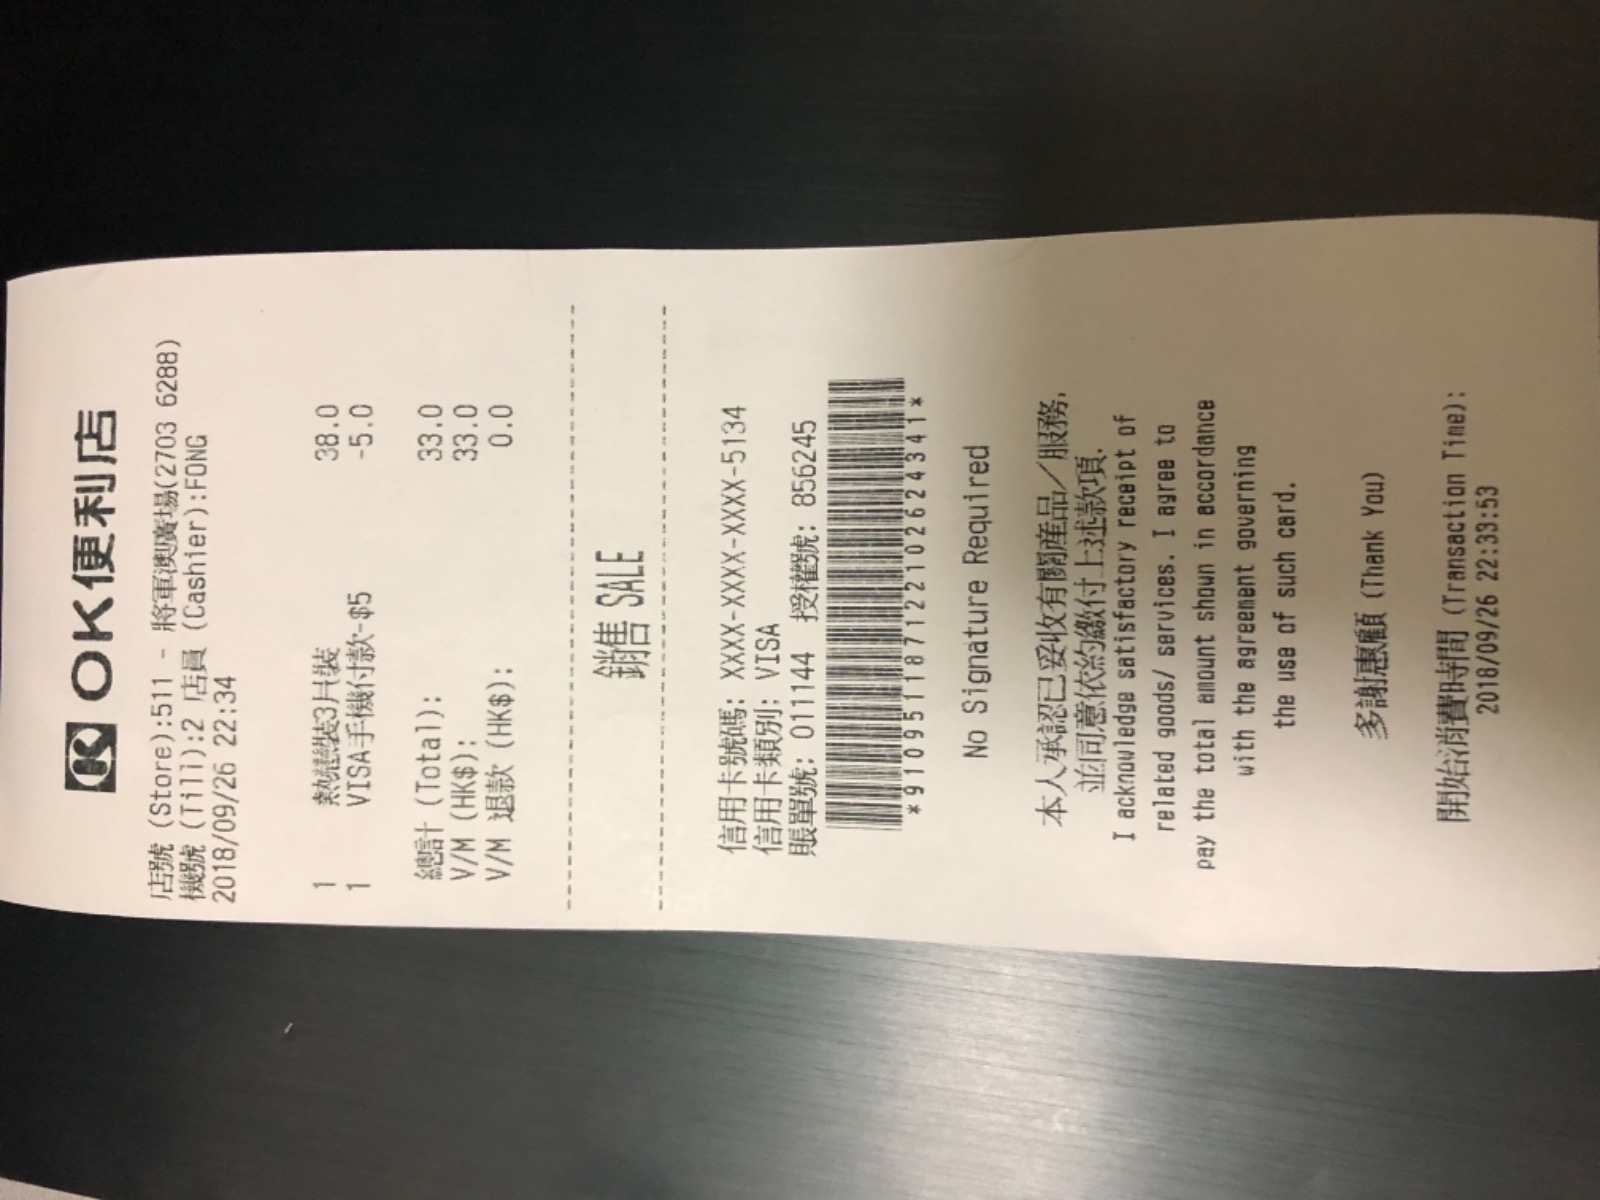 K OK便利店
店號 (Store):511 - 將軍澳廣場(2703 6288)
機號 (Till):2 店員 (Cashier):FONG
2018/09/26 22:34
1 熱戀裝3片裝 38.0
1 VISA手機付款-$5 -5.0
總計 (Total): 33.0
V/M (HK$): 33.0
V/M 退款 (HK$): 0.0
銷售 SALE
信用卡號碼: XXXX-XXXX-XXXX-5134
信用卡類別: VISA
賬單號: 011144 授權號: 856245
*910951187122102624341*
No Signature Required
本人承認已妥收有關產品／服務,
並同意依約繳付上述款項.
I acknowledge satisfactory receipt of
related goods/ services. I agree to
pay the total amount shown in accordance
with the agreement governing
the use of such card.
多謝惠顧 (Thank You)
開始消費時間 (Transaction Time):
2018/09/26 22:33:53